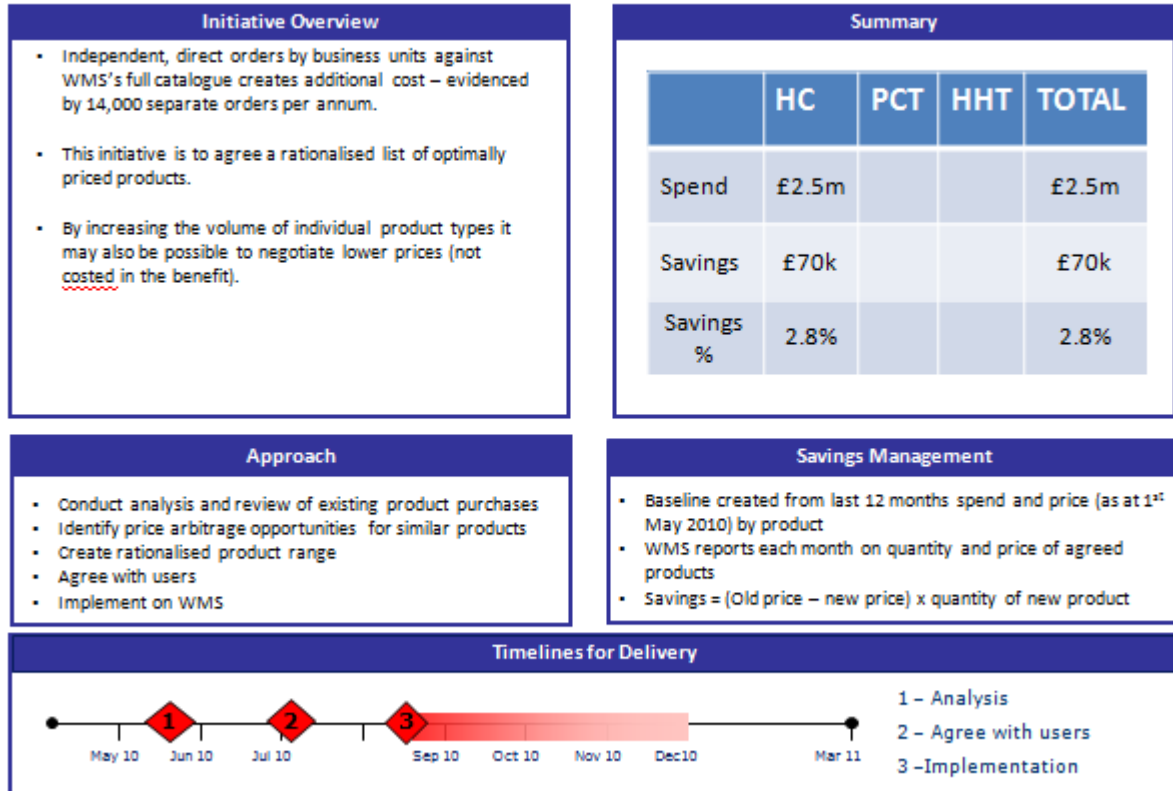 Initiative Overview
▪ Independent, direct orders by business units against
WMS's full catalogue creates additional cost – evidenced
by 14,000 separate orders per annum.
▪ This initiative is to agree a rationalised list of optimally
priced products.
▪ By increasing the volume of individual product types it
may also be possible to negotiate lower prices (not
costed in the benefit).
Summary
HC PCT HHT TOTAL
Spend £2.5m £2.5m
Savings £70k £70k
Savings
% 2.8% 2.8%
Approach
▪ Conduct analysis and review of existing product purchases
▪ Identify price arbitrage opportunities for similar products
▪ Create rationalised product range
▪ Agree with users
▪ Implement on WMS
Savings Management
▪ Baseline created from last 12 months spend and price (as at 1st
May 2010) by product
▪ WMS reports each month on quantity and price of agreed
products
▪ Savings = (Old price – new price) x quantity of new product
Timelines for Delivery
1 2 3
May 10 Jun 10 Jul 10 Sep 10 Oct 10 Nov 10 Dec10 Mar 11
1 – Analysis
2 – Agree with users
3 –Implementation